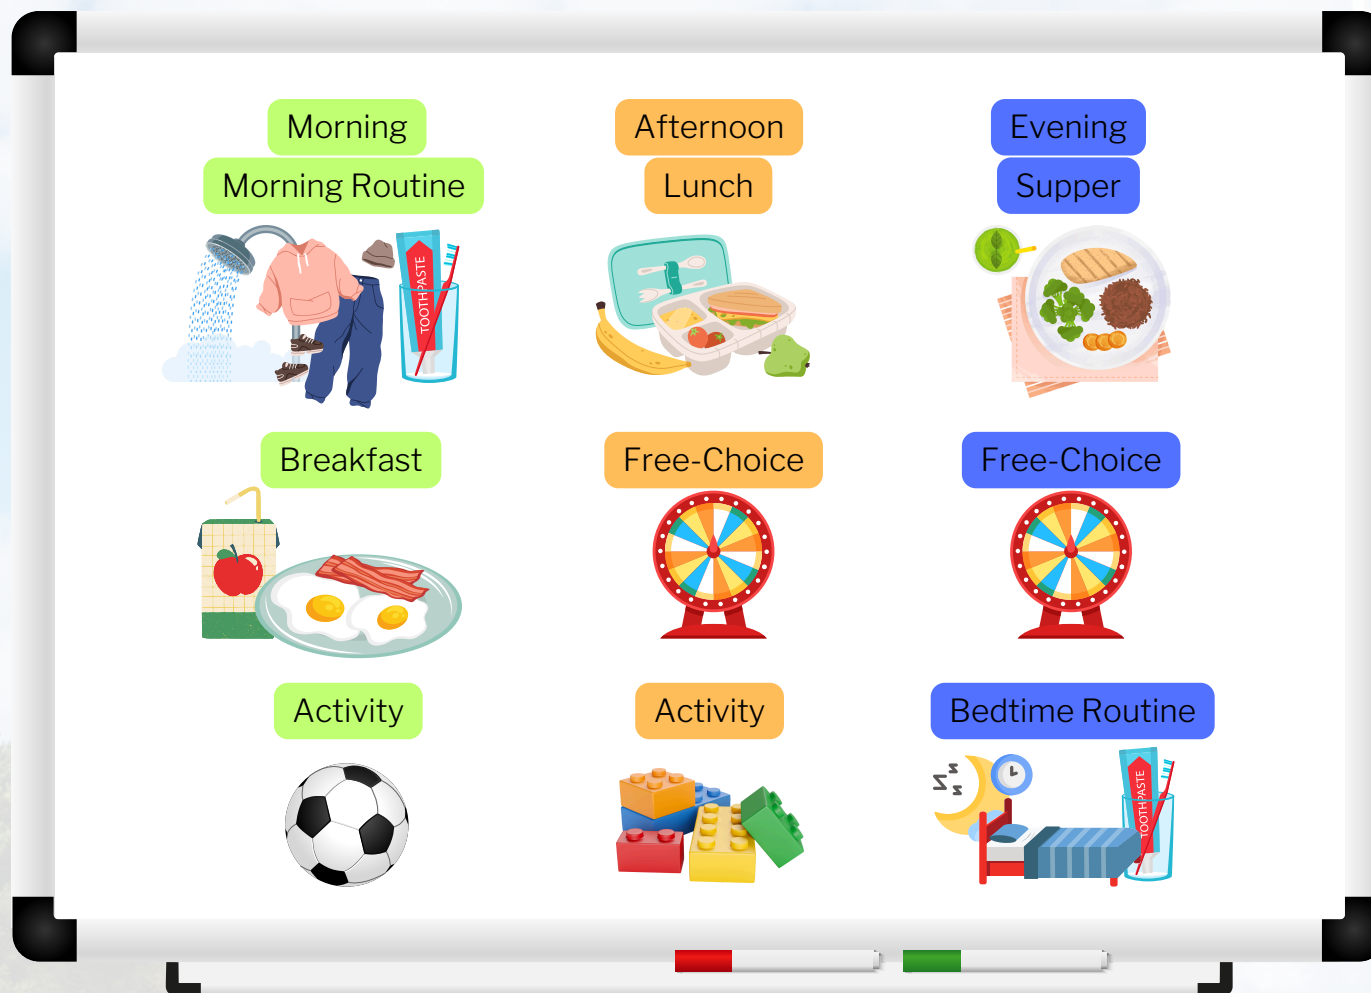 Morning
Morning Routine
TOOTHPASTE
Breakfast
Activity
Afternoon
Lunch
Free-Choice
Activity
Evening
Supper
Free-Choice
Bedtime Routine
Z z z
TOOTHPASTE